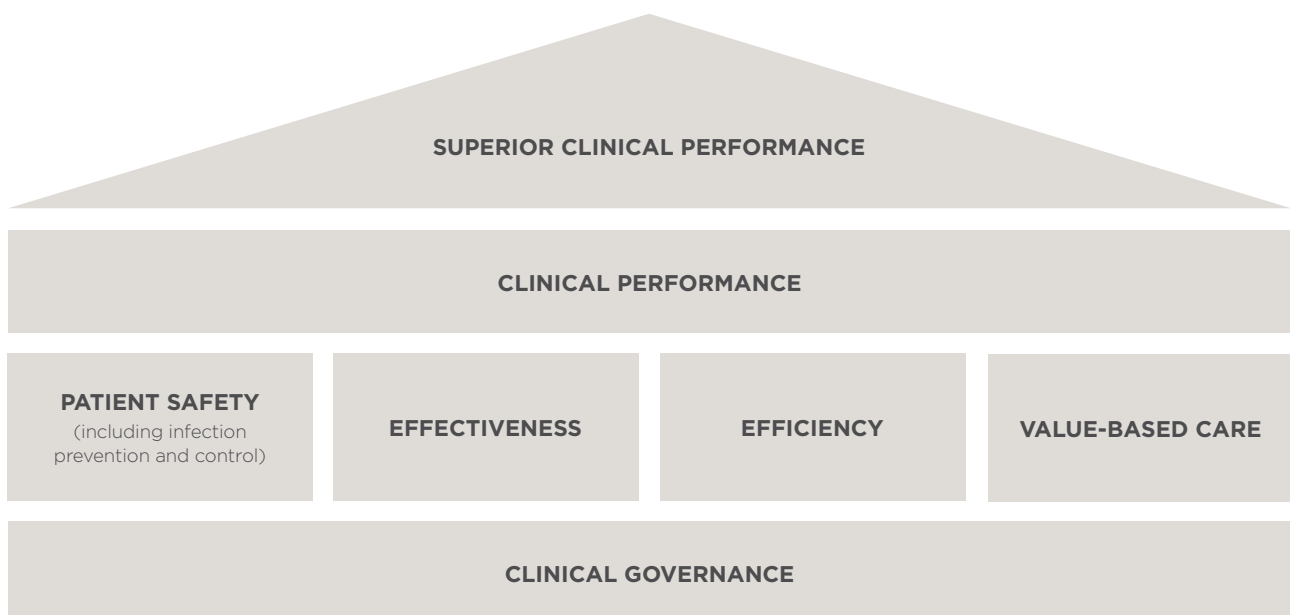 SUPERIOR CLINICAL PERFORMANCE
CLINICAL PERFORMANCE
PATIENT SAFETY
(including infection
prevention and control)
EFFECTIVENESS
EFFICIENCY
VALUE-BASED CARE
CLINICAL GOVERNANCE